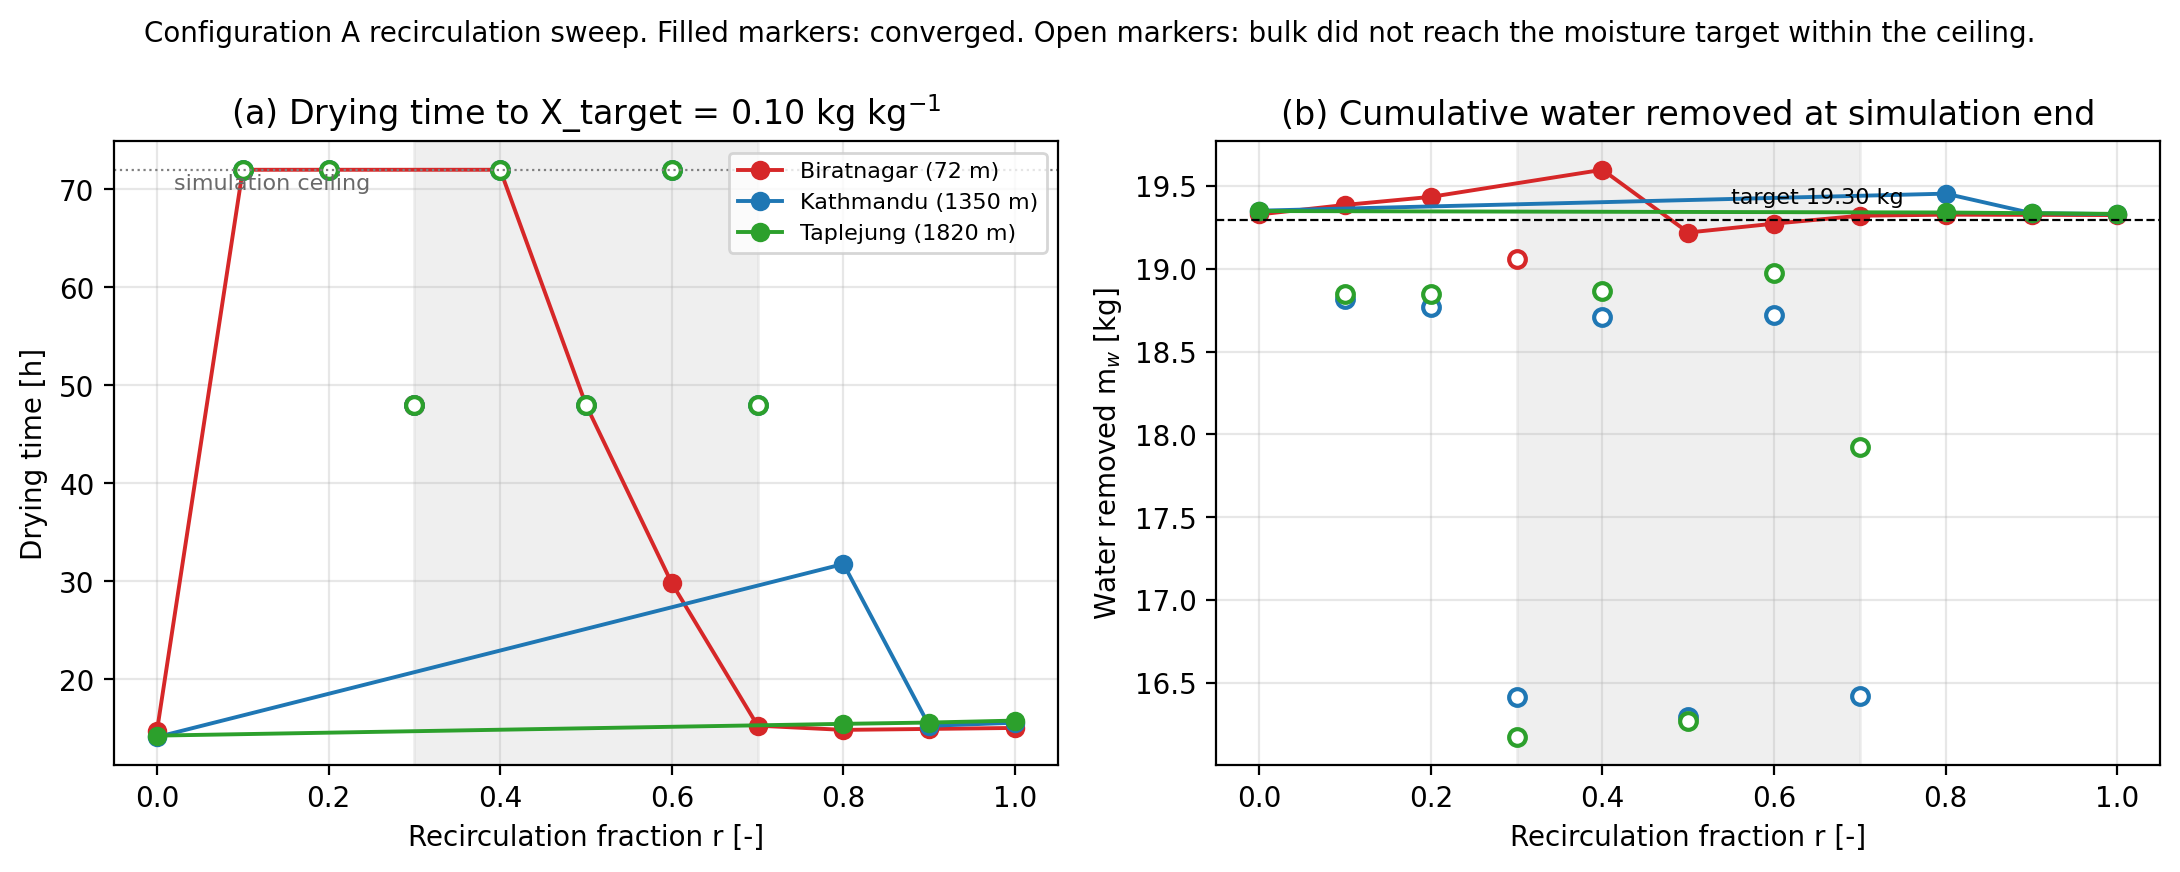 Configuration A recirculation sweep. Filled markers: converged. Open markers: bulk did not reach the moisture target within the ceiling.
(a) Drying time to X_target = 0.10 kg kg⁻¹
simulation ceiling
Biratnagar (72 m)
Kathmandu (1350 m)
Taplejung (1820 m)
Drying time [h]
70
60
50
40
30
20
0.0 0.2 0.4 0.6 0.8 1.0
Recirculation fraction r [-]
(b) Cumulative water removed at simulation end
target 19.30 kg
Water removed m_w [kg]
19.5
19.0
18.5
18.0
17.5
17.0
16.5
0.0 0.2 0.4 0.6 0.8 1.0
Recirculation fraction r [-]